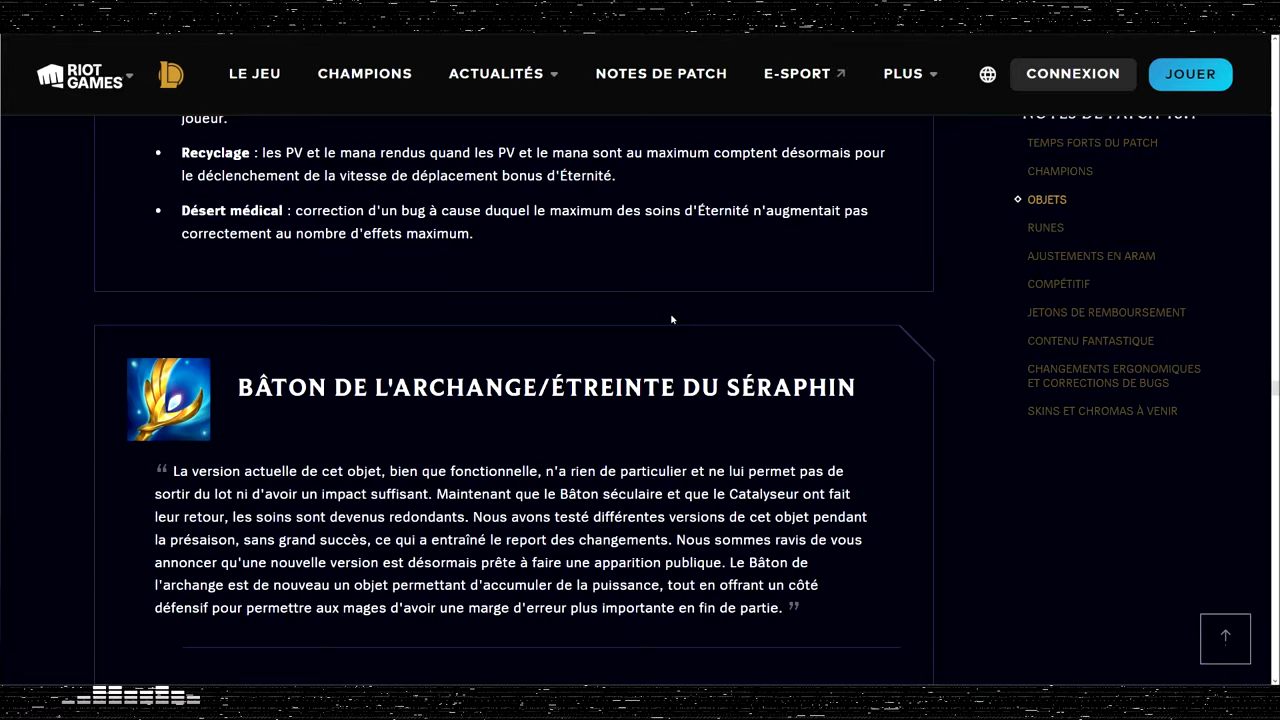 RIOT GAMES
LE JEU
CHAMPIONS
ACTUALITÉS
NOTES DE PATCH
E-SPORT
PLUS
CONNEXION
JOUER
joueur.
• Recyclage : les PV et le mana rendus quand les PV et le mana sont au maximum comptent désormais pour
le déclenchement de la vitesse de déplacement bonus d'Éternité.
• Désert médical : correction d'un bug à cause duquel le maximum des soins d'Éternité n'augmentait pas
correctement au nombre d'effets maximum.
BÂTON DE L'ARCHANGE/ÉTREINTE DU SÉRAPHIN
“ La version actuelle de cet objet, bien que fonctionnelle, n'a rien de particulier et ne lui permet pas de
sortir du lot ni d'avoir un impact suffisant. Maintenant que le Bâton séculaire et que le Catalyseur ont fait
leur retour, les soins sont devenus redondants. Nous avons testé différentes versions de cet objet pendant
la présaison, sans grand succès, ce qui a entraîné le report des changements. Nous sommes ravis de vous
annoncer qu'une nouvelle version est désormais prête à faire une apparition publique. Le Bâton de
l'archange est de nouveau un objet permettant d'accumuler de la puissance, tout en offrant un côté
défensif pour permettre aux mages d'avoir une marge d'erreur plus importante en fin de partie. ”
NOTES DE PATCH
TEMPS FORTS DU PATCH
CHAMPIONS
OBJETS
RUNES
AJUSTEMENTS EN ARAM
COMPÉTITIF
JETONS DE REMBOURSEMENT
CONTENU FANTASTIQUE
CHANGEMENTS ERGONOMIQUES
ET CORRECTIONS DE BUGS
SKINS ET CHROMAS À VENIR